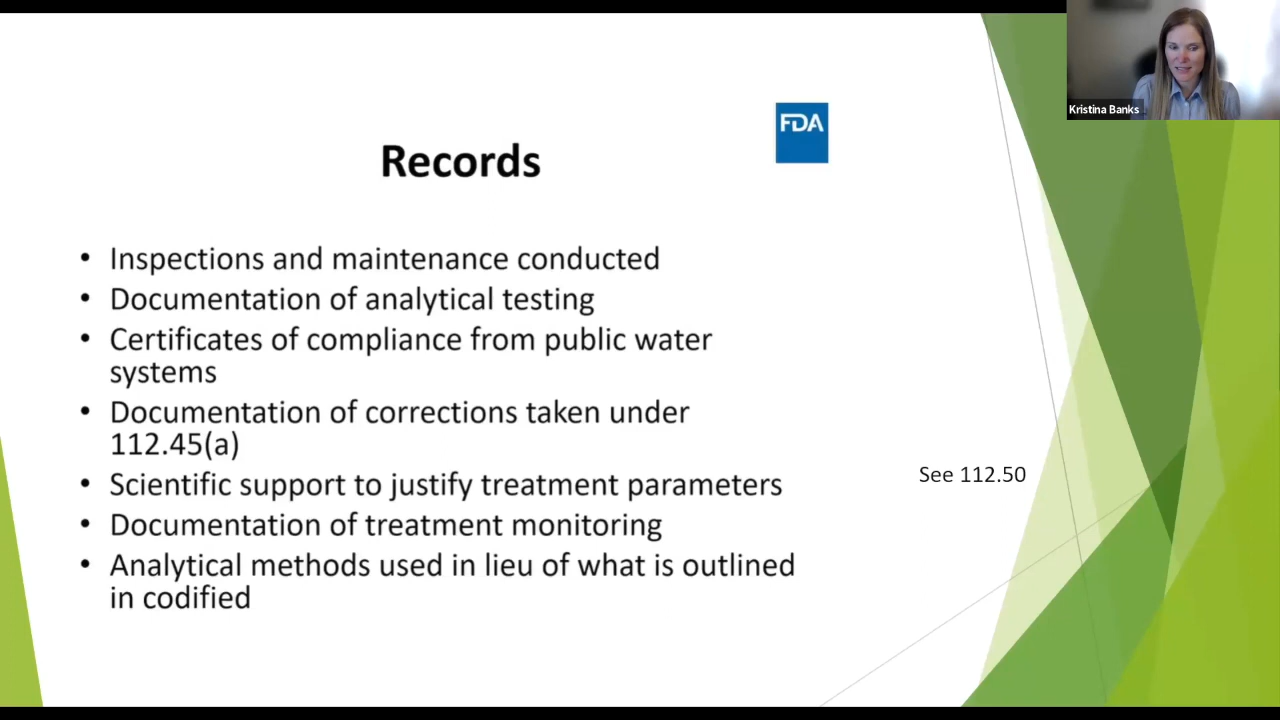 Kristina Banks
FDA
Records
• Inspections and maintenance conducted
• Documentation of analytical testing
• Certificates of compliance from public water
systems
• Documentation of corrections taken under
112.45(a)
• Scientific support to justify treatment parameters
• Documentation of treatment monitoring
• Analytical methods used in lieu of what is outlined
in codified
See 112.50